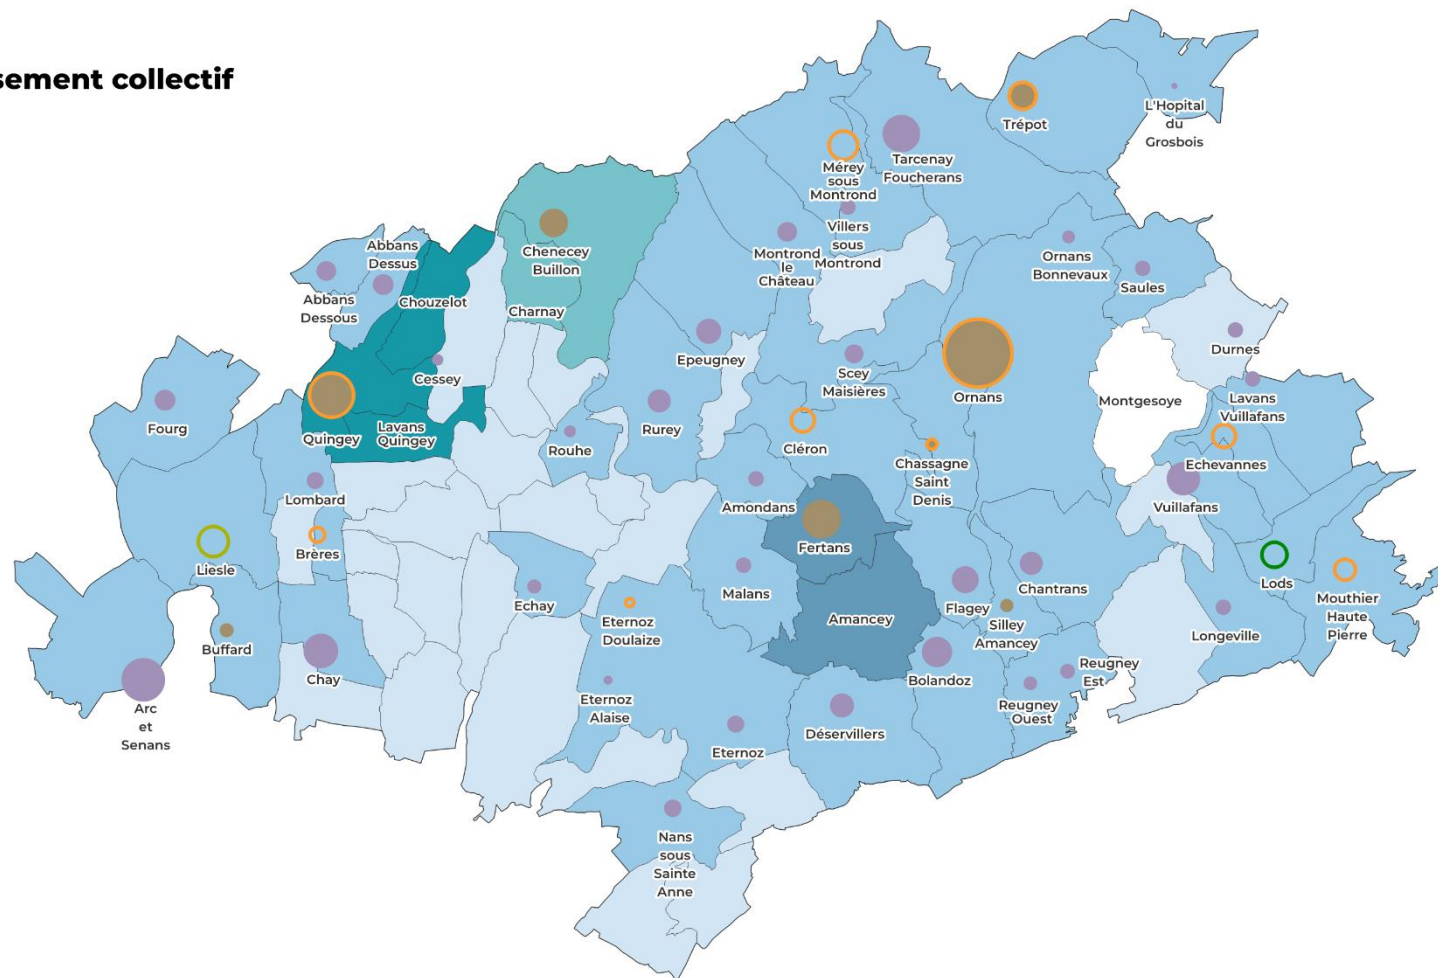 sement collectif
L'Hopital
du
Grosbois
Trépot
Tarcenay
Foucherans
Mérey
sous
Montrond
Villers
sous
Montrond
Montrond
le
Château
Ornans
Bonnevaux
Saules
Chenecey
Buillon
Charnay
Abbans
Dessus
Abbans
Dessous
Chouzelot
Cessey
Durnes
Montgesoye
Lavans
Vuillafans
Echevannes
Vuillafans
Epeugney
Scey
Maisières
Ornans
Fourg
Quingey
Lavans
Quingey
Rouhe
Rurey
Cléron
Chassagne
Saint
Denis
Lombard
Amondans
Brères
Liesle
Fertans
Lods
Mouthier
Haute
Pierre
Longeville
Chantrans
Flagey
Silley
Amancey
Malans
Amancey
Echay
Eternoz
Doulaize
Buffard
Chay
Arc
et
Senans
Bolandoz
Reugney
Est
Reugney
Ouest
Eternoz
Alaise
Eternoz
Déservillers
Nans
sous
Sainte
Anne